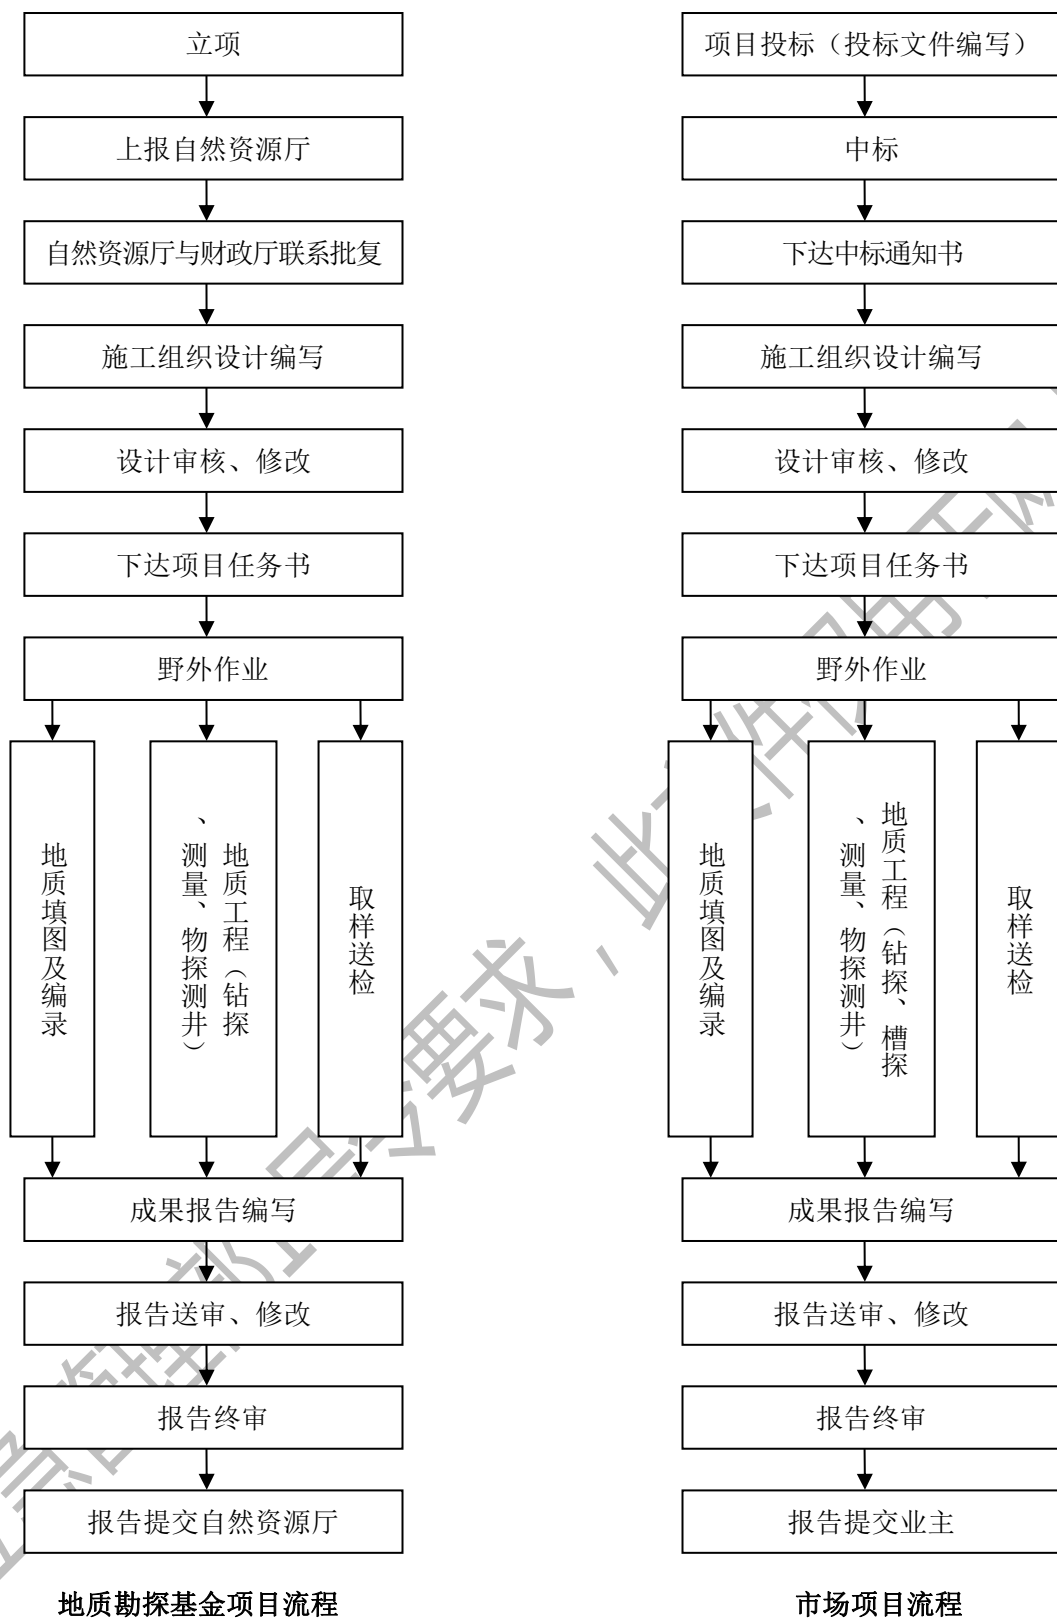 立项
上报自然资源厅
自然资源厅与财政厅联系批复
施工组织设计编写
设计审核、修改
下达项目任务书
野外作业
地质填图及编录
地质工程（钻探
、测量、物探测井）
取样送检
成果报告编写
报告送审、修改
报告终审
报告提交自然资源厅
地质勘探基金项目流程
项目投标（投标文件编写）
中标
下达中标通知书
施工组织设计编写
设计审核、修改
下达项目任务书
野外作业
地质填图及编录
地质工程（钻探、槽探
、测量、物探测井）
取样送检
成果报告编写
报告送审、修改
报告终审
报告提交业主
市场项目流程